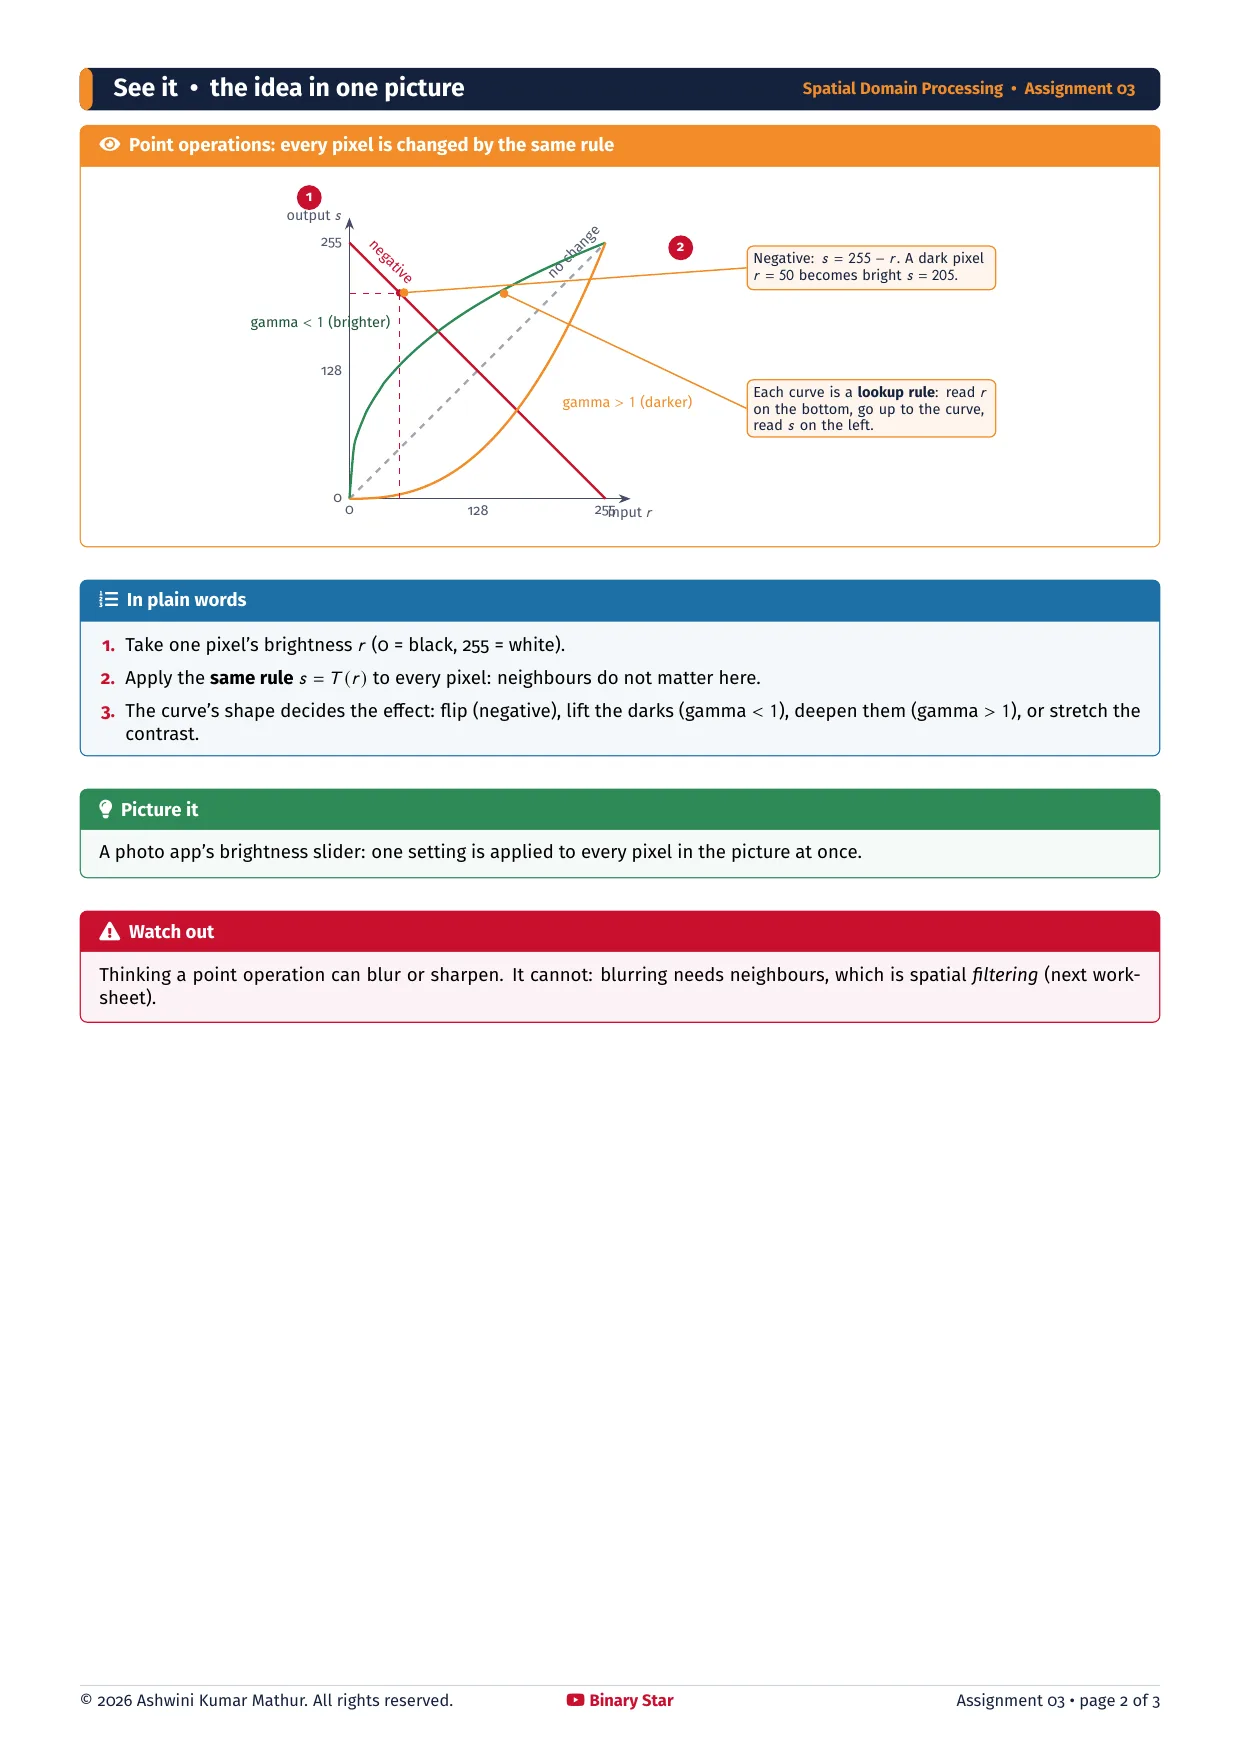 See it • the idea in one picture
Spatial Domain Processing • Assignment 03
Point operations: every pixel is changed by the same rule
1
output s
255
negative
no change
2
Negative: s = 255 − r. A dark pixel
r = 50 becomes bright s = 205.
gamma < 1 (brighter)
128
Each curve is a lookup rule: read r
on the bottom, go up to the curve,
read s on the left.
gamma > 1 (darker)
0
0
128
255
input r
In plain words
1. Take one pixel's brightness r (0 = black, 255 = white).
2. Apply the same rule s = T(r) to every pixel: neighbours do not matter here.
3. The curve's shape decides the effect: flip (negative), lift the darks (gamma < 1), deepen them (gamma > 1), or stretch the
contrast.
Picture it
A photo app's brightness slider: one setting is applied to every pixel in the picture at once.
Watch out
Thinking a point operation can blur or sharpen. It cannot: blurring needs neighbours, which is spatial filtering (next work-
sheet).
© 2026 Ashwini Kumar Mathur. All rights reserved.
Binary Star
Assignment 03 • page 2 of 3